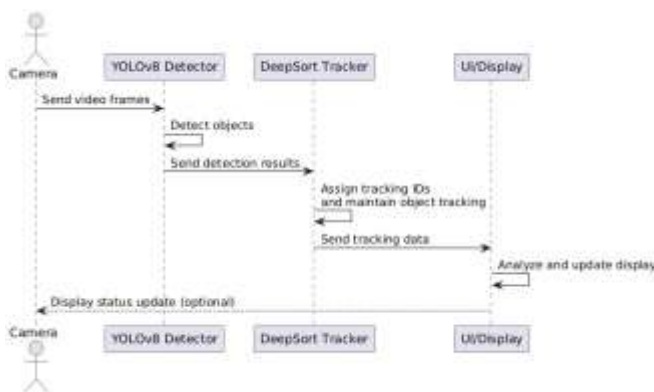 Camera
YOLOv8 Detector
DeepSort Tracker
UI/Display
Send video frames
Detect objects
Send detection results
Assign tracking IDs
and maintain object tracking
Send tracking data
Analyze and update display
Display status update (optional)
Camera
YOLOv8 Detector
DeepSort Tracker
UI/Display